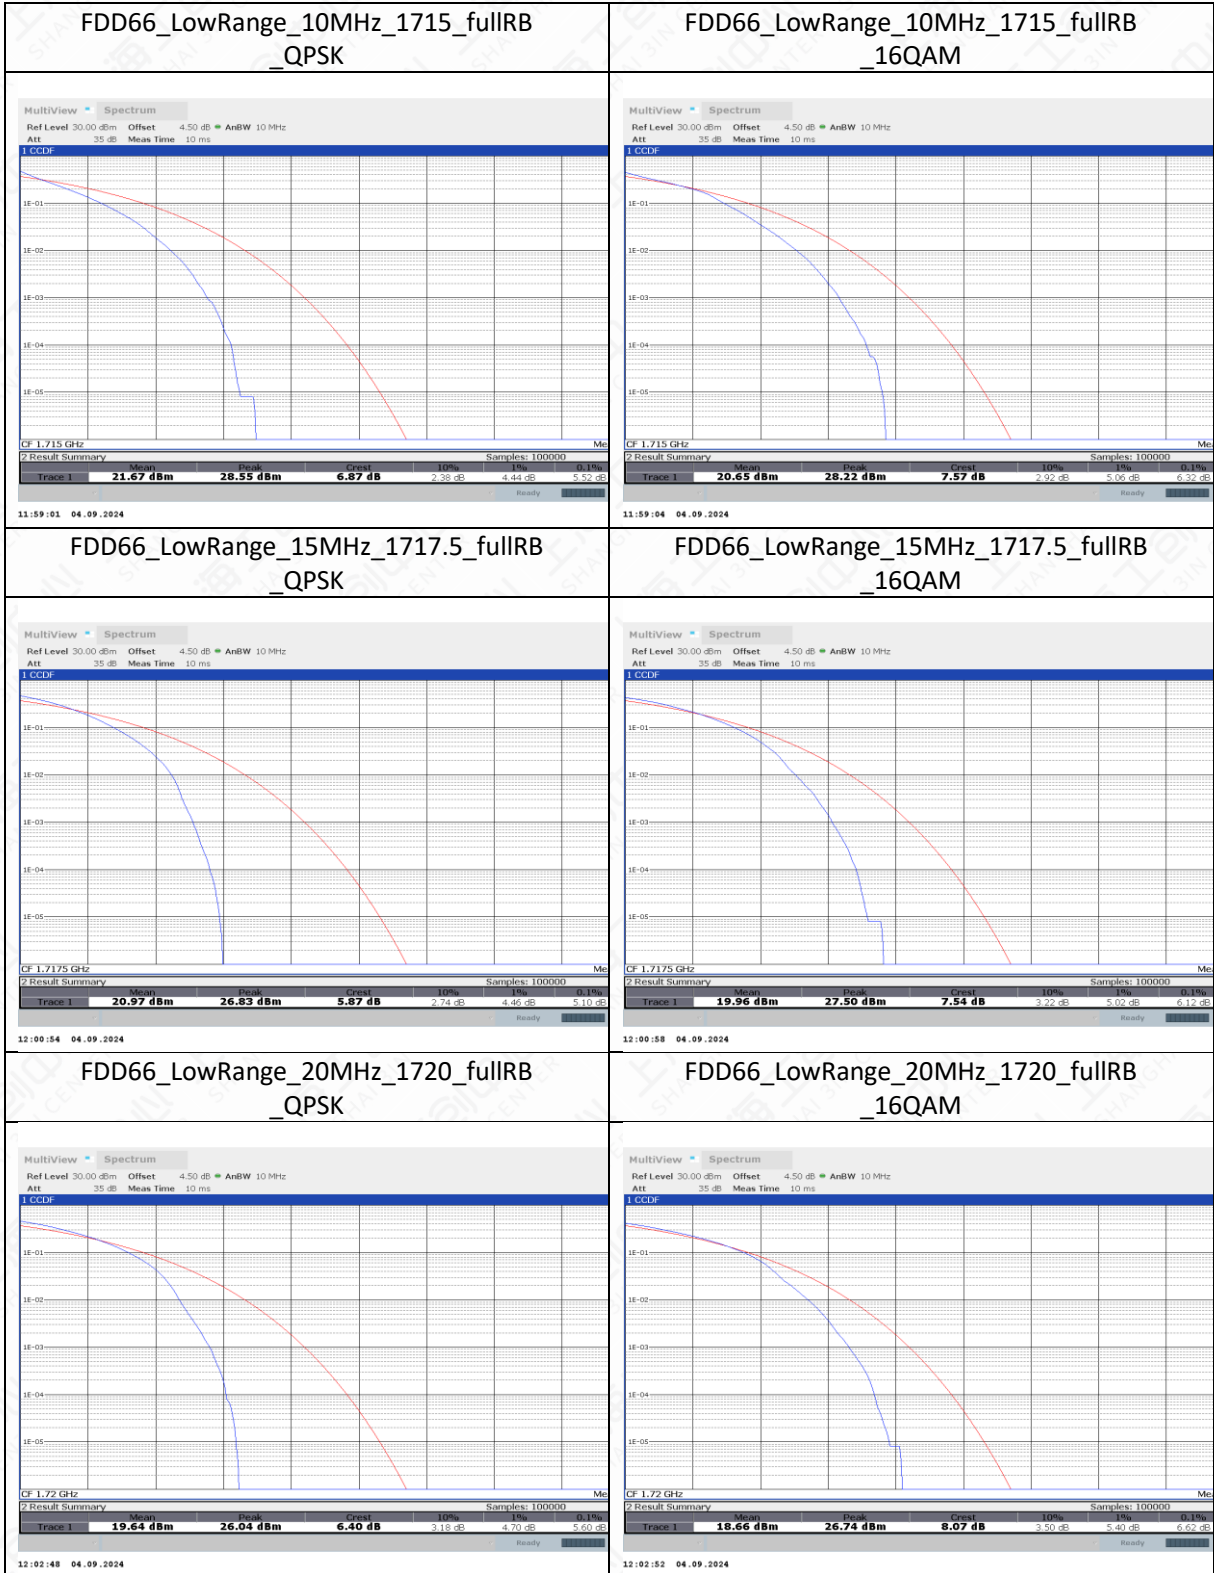 FDD66_LowRange_10MHz_1715_fullRB
_QPSK
FDD66_LowRange_10MHz_1715_fullRB
_16QAM
MultiView Spectrum
Ref Level 30.00 dBm Offset 4.50 dB AnBW 10 MHz
Att 35 dB Meas Time 10 ms
1 CCDF
1E-01
1E-02
1E-03
1E-04
1E-05
CF 1.715 GHz Me
2 Result Summary Samples: 100000
Mean Peak Crest 10% 1% 0.1%
Trace 1 21.67 dBm 28.55 dBm 6.87 dB 2.38 dB 4.44 dB 5.52 dB
Ready
11:59:01 04.09.2024
MultiView Spectrum
Ref Level 30.00 dBm Offset 4.50 dB AnBW 10 MHz
Att 35 dB Meas Time 10 ms
1 CCDF
1E-01
1E-02
1E-03
1E-04
1E-05
CF 1.715 GHz Me
2 Result Summary Samples: 100000
Mean Peak Crest 10% 1% 0.1%
Trace 1 20.65 dBm 28.22 dBm 7.57 dB 2.92 dB 5.06 dB 6.32 dB
Ready
11:59:04 04.09.2024
FDD66_LowRange_15MHz_1717.5_fullRB
_QPSK
FDD66_LowRange_15MHz_1717.5_fullRB
_16QAM
MultiView Spectrum
Ref Level 30.00 dBm Offset 4.50 dB AnBW 10 MHz
Att 35 dB Meas Time 10 ms
1 CCDF
1E-01
1E-02
1E-03
1E-04
1E-05
CF 1.7175 GHz Me
2 Result Summary Samples: 100000
Mean Peak Crest 10% 1% 0.1%
Trace 1 20.97 dBm 26.83 dBm 5.87 dB 2.74 dB 4.46 dB 5.10 dB
Ready
12:00:54 04.09.2024
MultiView Spectrum
Ref Level 30.00 dBm Offset 4.50 dB AnBW 10 MHz
Att 35 dB Meas Time 10 ms
1 CCDF
1E-01
1E-02
1E-03
1E-04
1E-05
CF 1.7175 GHz Me
2 Result Summary Samples: 100000
Mean Peak Crest 10% 1% 0.1%
Trace 1 19.96 dBm 27.50 dBm 7.54 dB 3.22 dB 5.02 dB 6.12 dB
Ready
12:00:58 04.09.2024
FDD66_LowRange_20MHz_1720_fullRB
_QPSK
FDD66_LowRange_20MHz_1720_fullRB
_16QAM
MultiView Spectrum
Ref Level 30.00 dBm Offset 4.50 dB AnBW 10 MHz
Att 35 dB Meas Time 10 ms
1 CCDF
1E-01
1E-02
1E-03
1E-04
1E-05
CF 1.72 GHz Me
2 Result Summary Samples: 100000
Mean Peak Crest 10% 1% 0.1%
Trace 1 19.64 dBm 26.04 dBm 6.40 dB 3.18 dB 4.70 dB 5.60 dB
Ready
12:02:48 04.09.2024
MultiView Spectrum
Ref Level 30.00 dBm Offset 4.50 dB AnBW 10 MHz
Att 35 dB Meas Time 10 ms
1 CCDF
1E-01
1E-02
1E-03
1E-04
1E-05
CF 1.72 GHz Me
2 Result Summary Samples: 100000
Mean Peak Crest 10% 1% 0.1%
Trace 1 18.66 dBm 26.74 dBm 8.07 dB 3.50 dB 5.40 dB 6.62 dB
Ready
12:02:52 04.09.2024